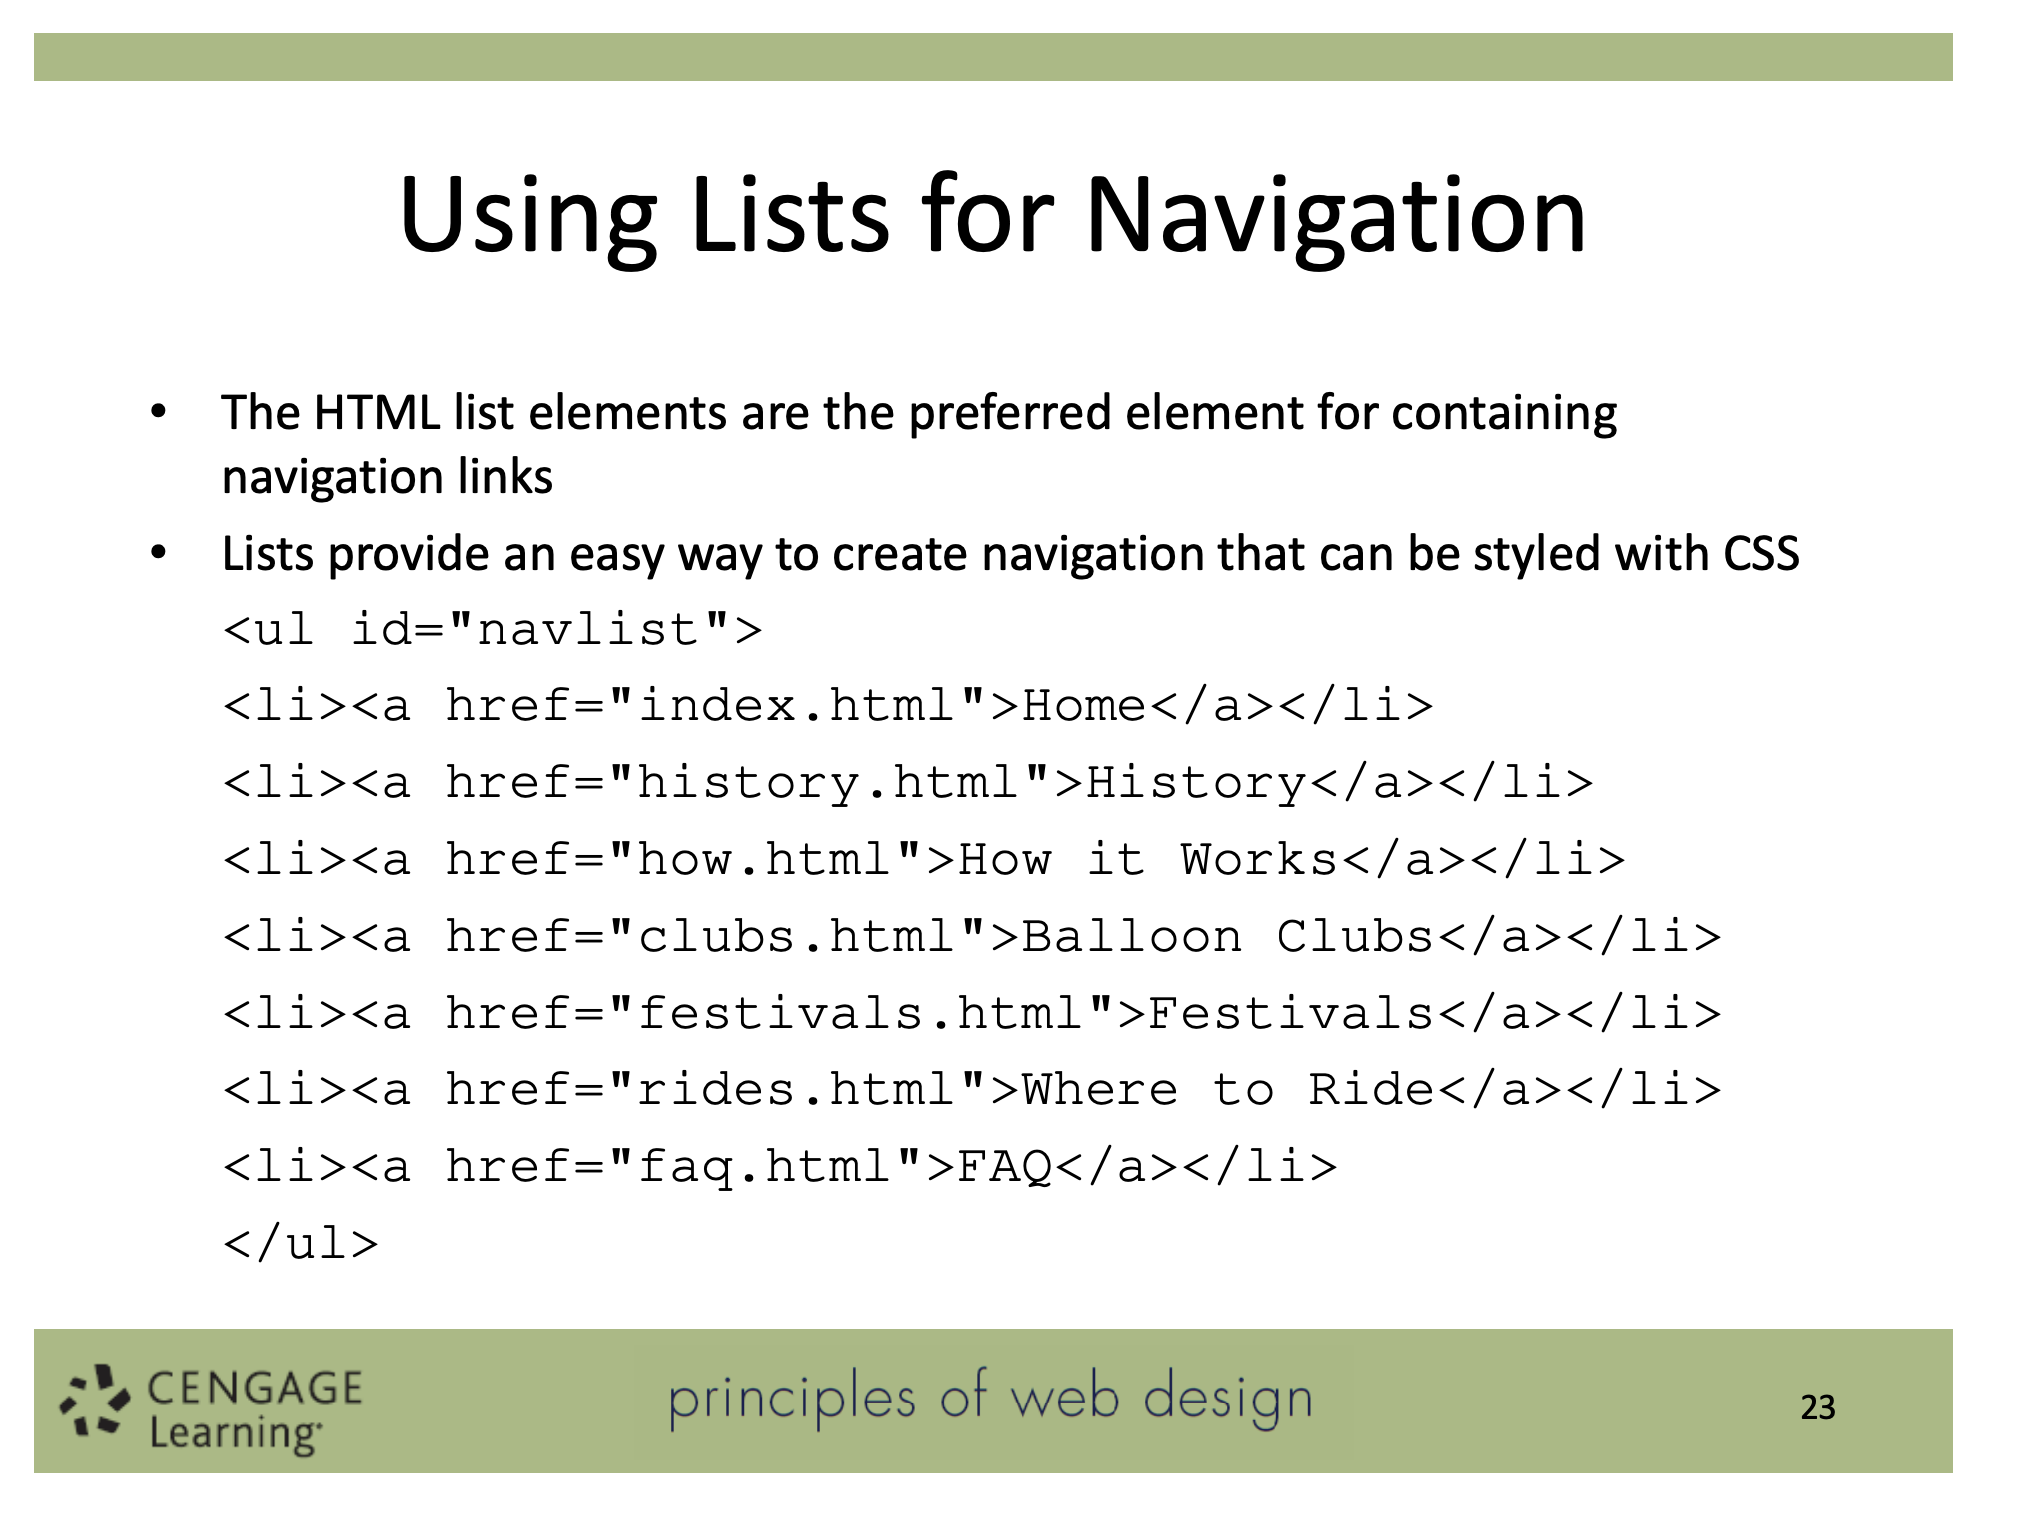 Using Lists for Navigation
• The HTML list elements are the preferred element for containing
navigation links
• Lists provide an easy way to create navigation that can be styled with CSS
<ul id="navlist">
<li><a href="index.html">Home</a></li>
<li><a href="history.html">History</a></li>
<li><a href="how.html">How it Works</a></li>
<li><a href="clubs.html">Balloon Clubs</a></li>
<li><a href="festivals.html">Festivals</a></li>
<li><a href="rides.html">Where to Ride</a></li>
<li><a href="faq.html">FAQ</a></li>
</ul>
CENGAGE
Learning
principles of web design
23